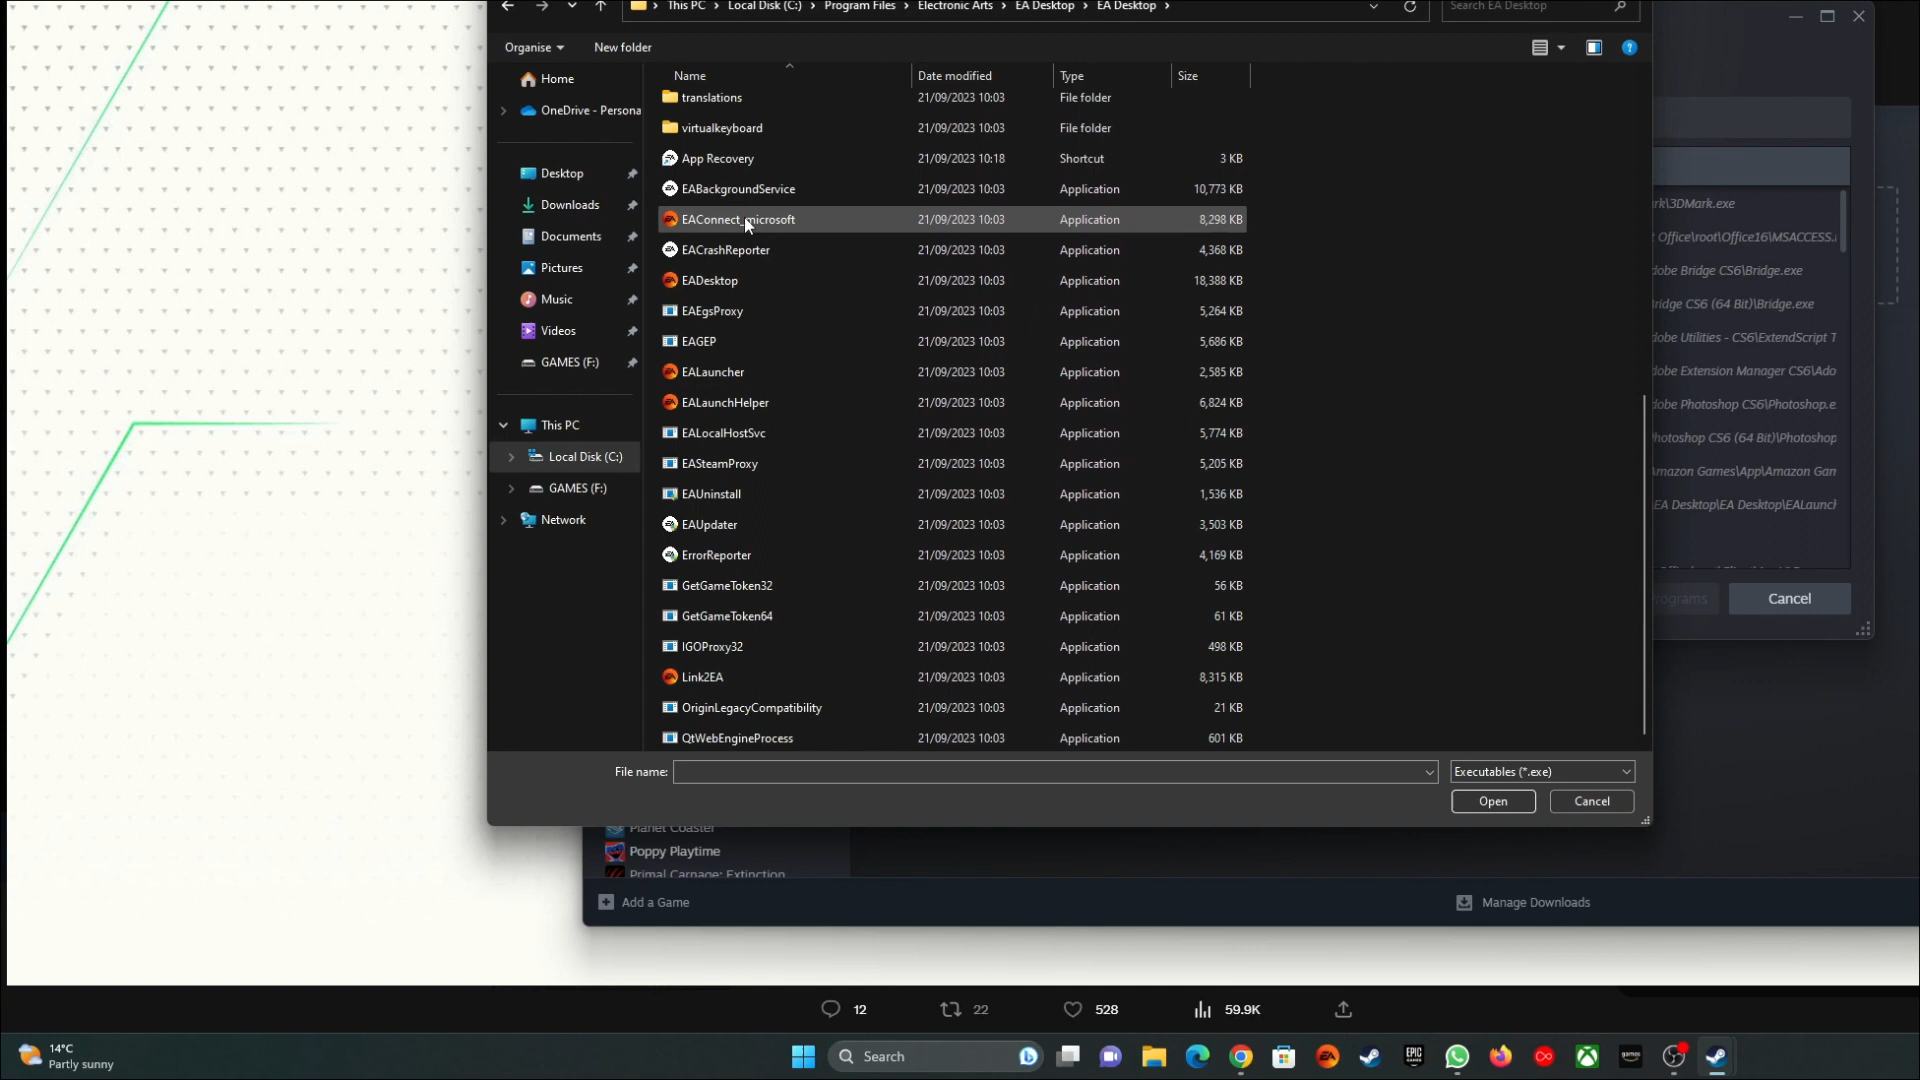 This PC > Local Disk (C:) > Program Files > Electronic Arts > EA Desktop > EA Desktop >
Search EA Desktop
Organise
New folder
Name
Date modified
Type
Size
Home
OneDrive - Persona
Desktop
Downloads
Documents
Pictures
Music
Videos
GAMES (F:)
This PC
Local Disk (C:)
GAMES (F:)
Network
translations 21/09/2023 10:03 File folder
virtualkeyboard 21/09/2023 10:03 File folder
App Recovery 21/09/2023 10:18 Shortcut 3 KB
EABackgroundService 21/09/2023 10:03 Application 10,773 KB
EAConnect_microsoft 21/09/2023 10:03 Application 8,298 KB
EACrashReporter 21/09/2023 10:03 Application 4,368 KB
EADesktop 21/09/2023 10:03 Application 18,388 KB
EAEgsProxy 21/09/2023 10:03 Application 5,264 KB
EAGEP 21/09/2023 10:03 Application 5,686 KB
EALauncher 21/09/2023 10:03 Application 2,585 KB
EALaunchHelper 21/09/2023 10:03 Application 6,824 KB
EALocalHostSvc 21/09/2023 10:03 Application 5,774 KB
EASteamProxy 21/09/2023 10:03 Application 5,205 KB
EAUninstall 21/09/2023 10:03 Application 1,536 KB
EAUpdater 21/09/2023 10:03 Application 3,503 KB
ErrorReporter 21/09/2023 10:03 Application 4,169 KB
GetGameToken32 21/09/2023 10:03 Application 56 KB
GetGameToken64 21/09/2023 10:03 Application 61 KB
IGOProxy32 21/09/2023 10:03 Application 498 KB
Link2EA 21/09/2023 10:03 Application 8,315 KB
OriginLegacyCompatibility 21/09/2023 10:03 Application 21 KB
QtWebEngineProcess 21/09/2023 10:03 Application 601 KB
File name:
Executables (*.exe)
Open
Cancel
rk\3DMark.exe
t Office\root\Office16\MSACCESS.
dobe Bridge CS6\Bridge.exe
ridge CS6 (64 Bit)\Bridge.exe
dobe Utilities - CS6\ExtendScript T
dobe Extension Manager CS6\Ado
dobe Photoshop CS6\Photoshop.e
hotoshop CS6 (64 Bit)\Photoshop
mazon Games\App\Amazon Gam
EA Desktop\EA Desktop\EALaunch
rograms
Cancel
Planet Coaster
Poppy Playtime
Primal Carnage: Extinction
Add a Game
Manage Downloads
12
22
528
59.9K
14°C
Partly sunny
Search
EPIC
games